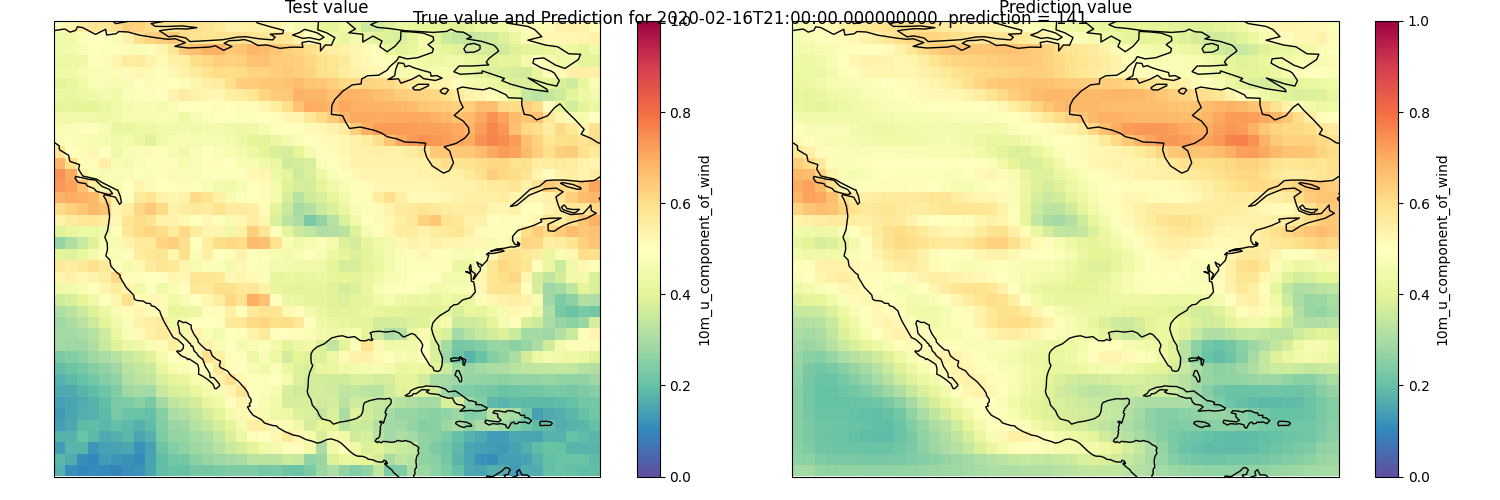 Test value
Prediction value
True value and Prediction for 2020-02-16T21:00:00.000000000, prediction = 141
1.0
0.8
0.6
0.4
0.2
0.0
10m_u_component_of_wind
1.0
0.8
0.6
0.4
0.2
0.0
10m_u_component_of_wind